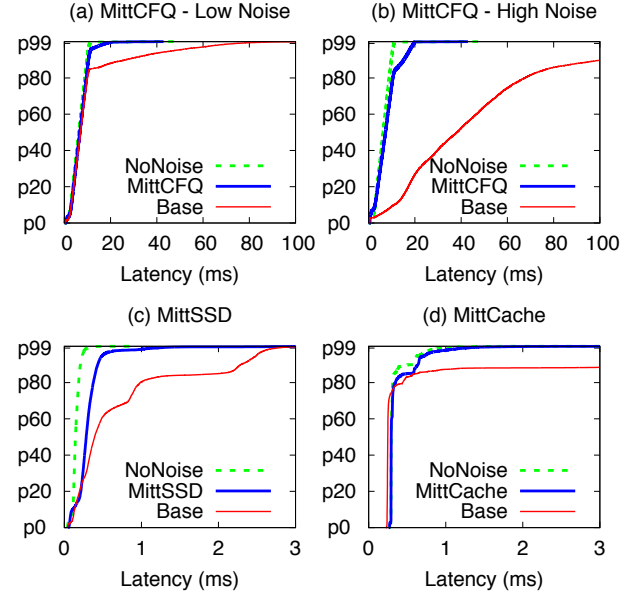 (a) MittCFQ - Low Noise
p99
p80
p60
p40
p20
p0
NoNoise
MittCFQ
Base
0 20 40 60 80 100
Latency (ms)
(b) MittCFQ - High Noise
p99
p80
p60
p40
p20
p0
NoNoise
MittCFQ
Base
0 20 40 60 80 100
Latency (ms)
(c) MittSSD
p99
p80
p60
p40
p20
p0
NoNoise
MittSSD
Base
0 1 2 3
Latency (ms)
(d) MittCache
p99
p80
p60
p40
p20
p0
NoNoise
MittCache
Base
0 1 2 3
Latency (ms)